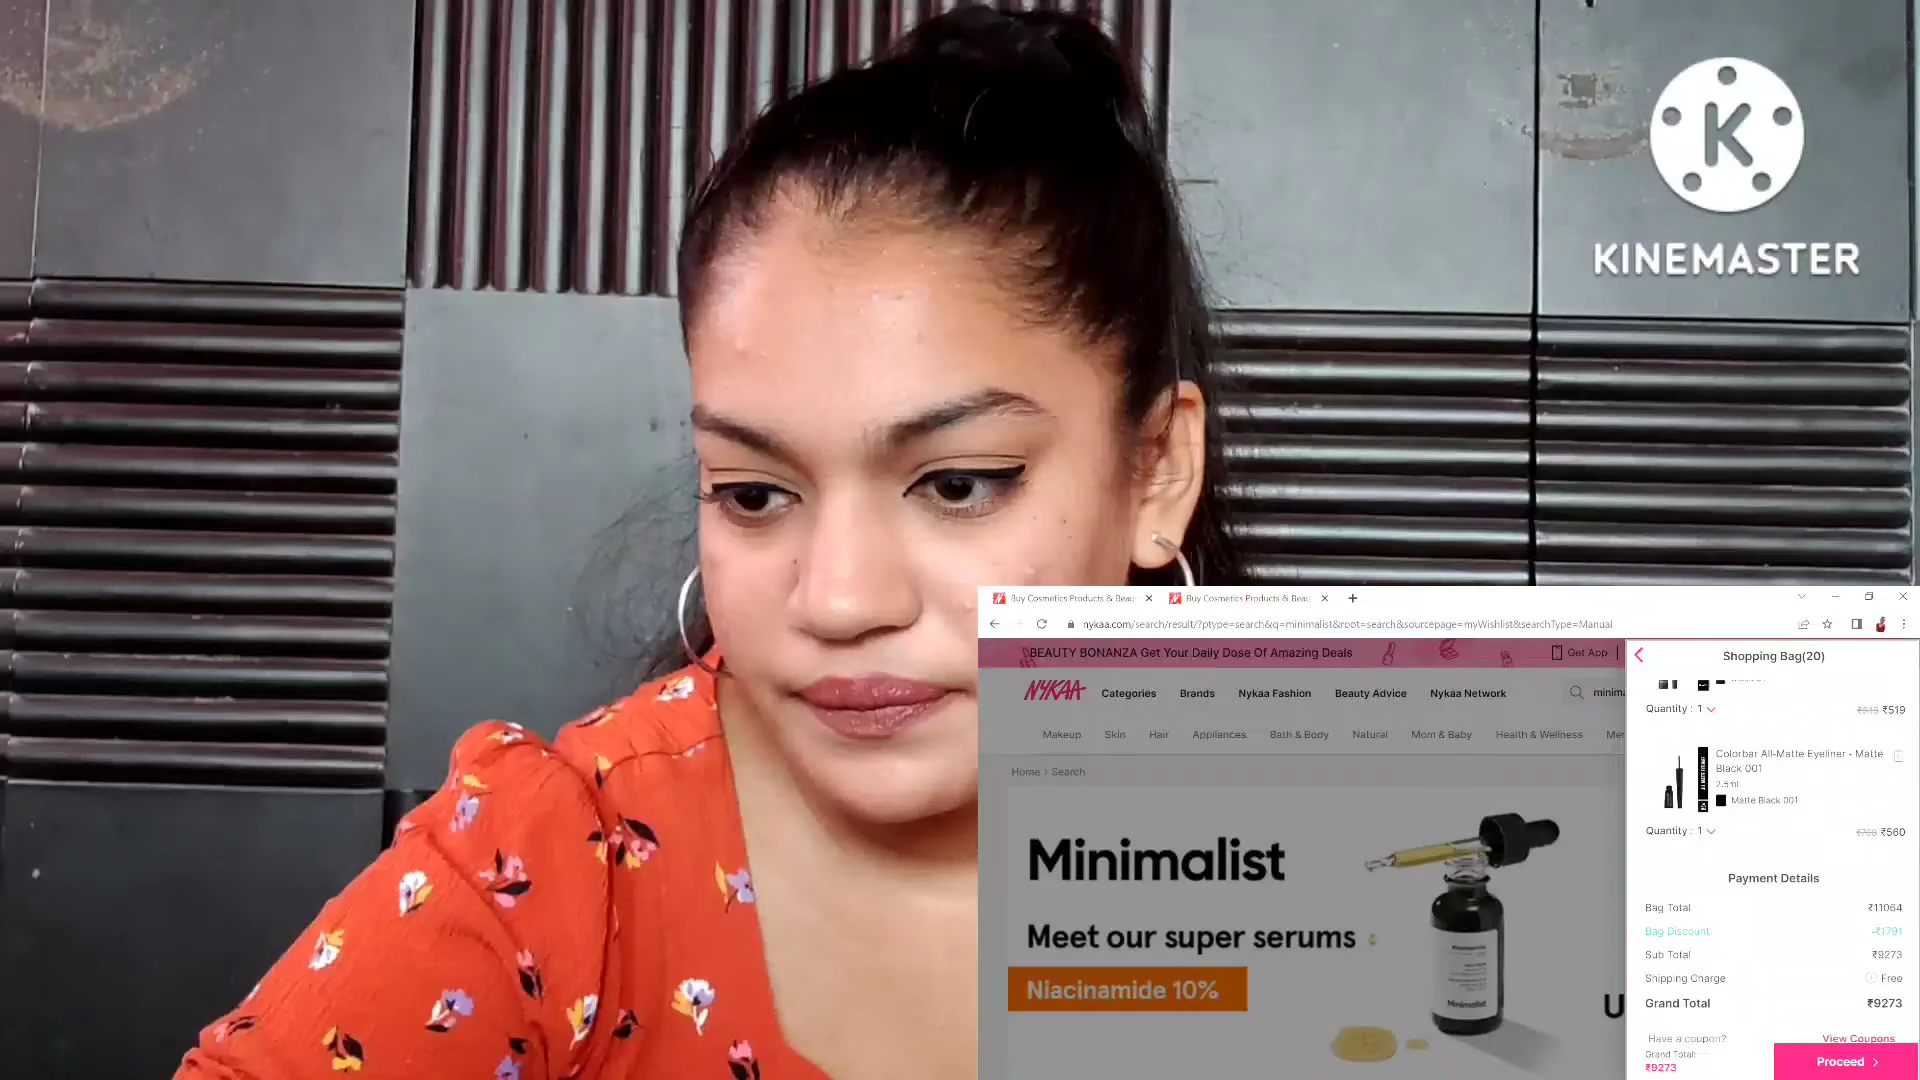 K
KINEMASTER
Buy Cosmetics Products & Beau
Buy Cosmetics Products & Beau
nykaa.com/search/result/?ptype=search&q=minimalist&root=search&sourcepage=myWishlist&searchType=Manual
BEAUTY BONANZA Get Your Daily Dose Of Amazing Deals
Get App
NYKAA
Categories
Brands
Nykaa Fashion
Beauty Advice
Nykaa Network
minima
Makeup
Skin
Hair
Appliances
Bath & Body
Natural
Mom & Baby
Health & Wellness
Mer
Home > Search
Minimalist
Meet our super serums
Niacinamide 10%
Minimalist
U
Shopping Bag(20)
Quantity : 1
₹519
Colorbar All-Matte Eyeliner - Matte
Black 001
2.5ml
Matte Black 001
Quantity : 1
₹560
Payment Details
Bag Total ₹11064
Bag Discount -₹1791
Sub Total ₹9273
Shipping Charge Free
Grand Total ₹9273
Have a coupon? View Coupons
Grand Total:
₹9273
Proceed >